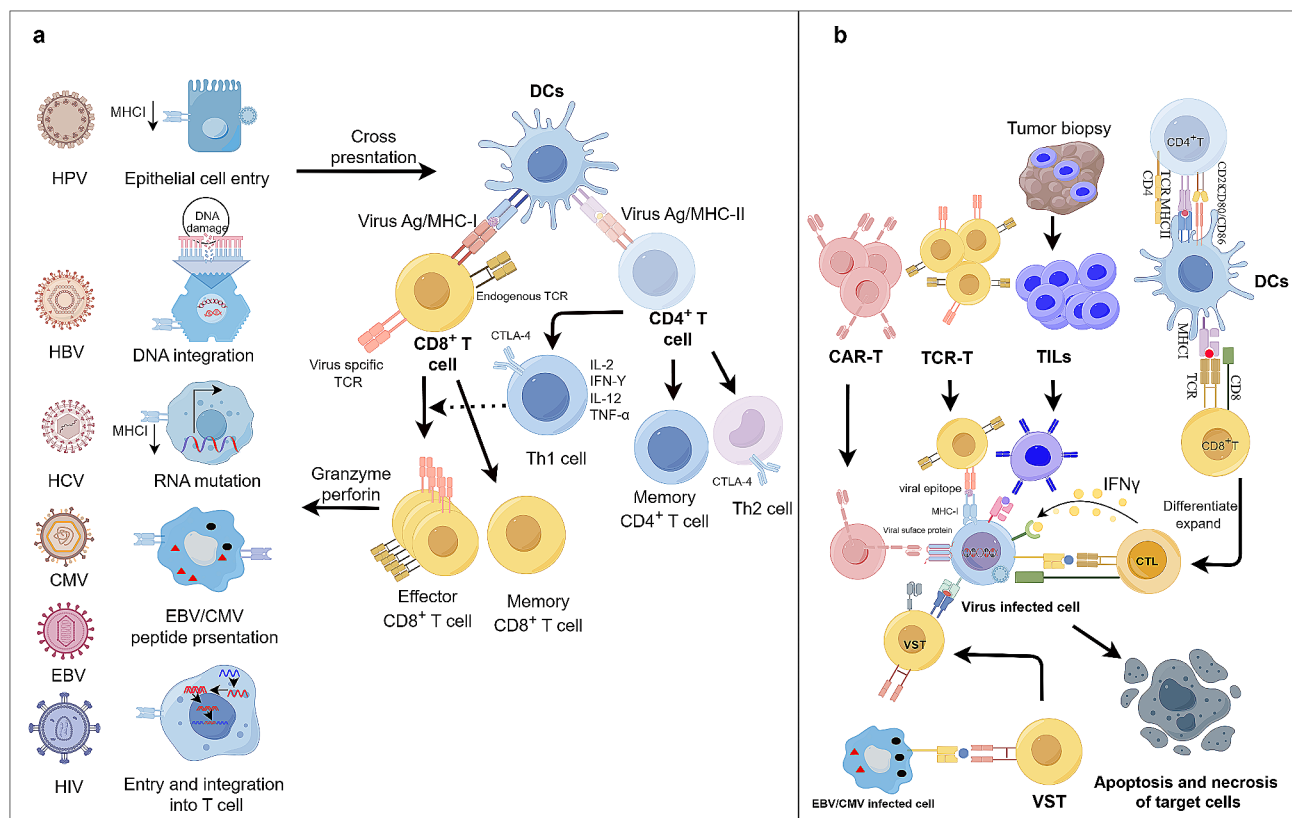 a
MHCI
HPV
Epithelial cell entry
DNA
damage
HBV
DNA integration
MHCI
HCV
RNA mutation
CMV
EBV/CMV
peptide prsentation
EBV
HIV
Entry and integration
into T cell
Cross
presntation
DCs
Virus Ag/MHC-I
Virus Ag/MHC-II
Endogenous TCR
Virus spcific
TCR
CD8⁺ T
cell
CD4⁺ T
cell
CTLA-4
IL-2
IFN-Y
IL-12
TNF-α
Th1 cell
Granzyme
perforin
Effector
CD8⁺ T cell
Memory
CD8⁺ T cell
Memory
CD4⁺ T cell
CTLA-4
Th2 cell
b
Tumor biopsy
CD4⁺T
CD4
TCR MHCII
CD28CD80/CD86
DCs
CAR-T
TCR-T
TILs
MHCI
TCR
CD8
CD8⁺T
viral epitope
MHC-I
Viral suface protein
IFNγ
Differentiate
expand
CTL
Virus infected cell
VST
EBV/CMV infected cell
VST
Apoptosis and necrosis
of target cells